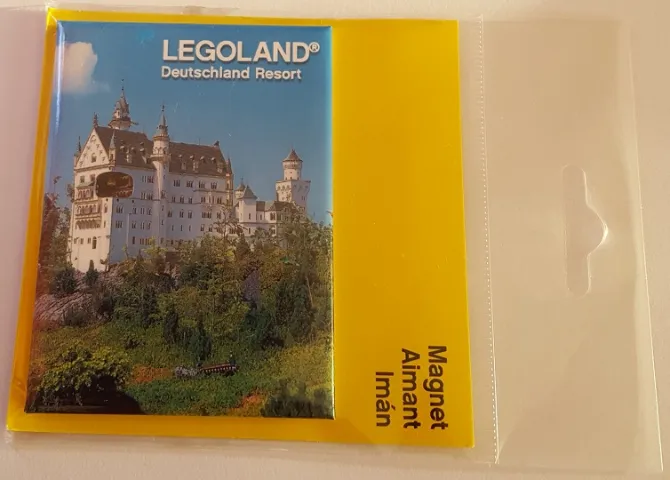 LEGOLAND®
Deutschland Resort
Magnet
Aimant
Imán